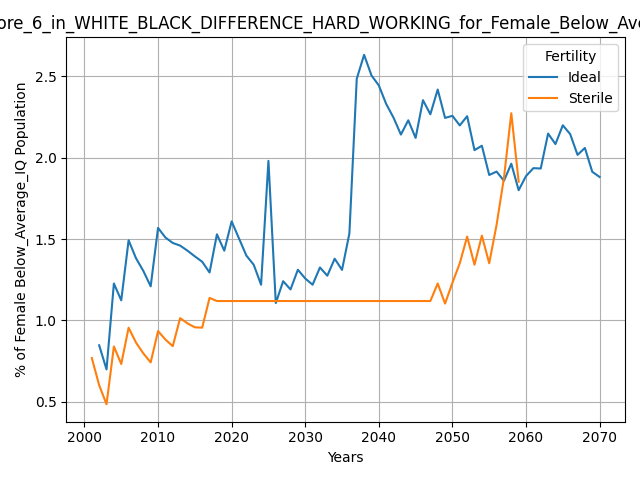 ore_6_in_WHITE_BLACK_DIFFERENCE_HARD_WORKING_for_Female_Below_Ave
Fertility
Ideal
Sterile
% of Female Below_Average_IQ Population
2.5
2.0
1.5
1.0
0.5
2000 2010 2020 2030 2040 2050 2060 2070
Years